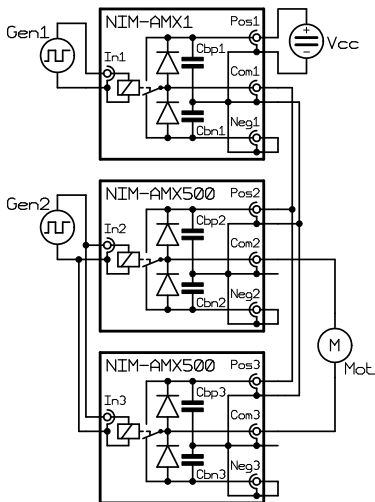 NIM-AMX1
Gen1
In1
Cbp1
Cbn1
Pos1
Com1
Neg1
Vcc
NIM-AMX500
Gen2
In2
Cbp2
Cbn2
Pos2
Com2
Neg2
M
Mot
NIM-AMX500
In3
Cbp3
Cbn3
Pos3
Com3
Neg3